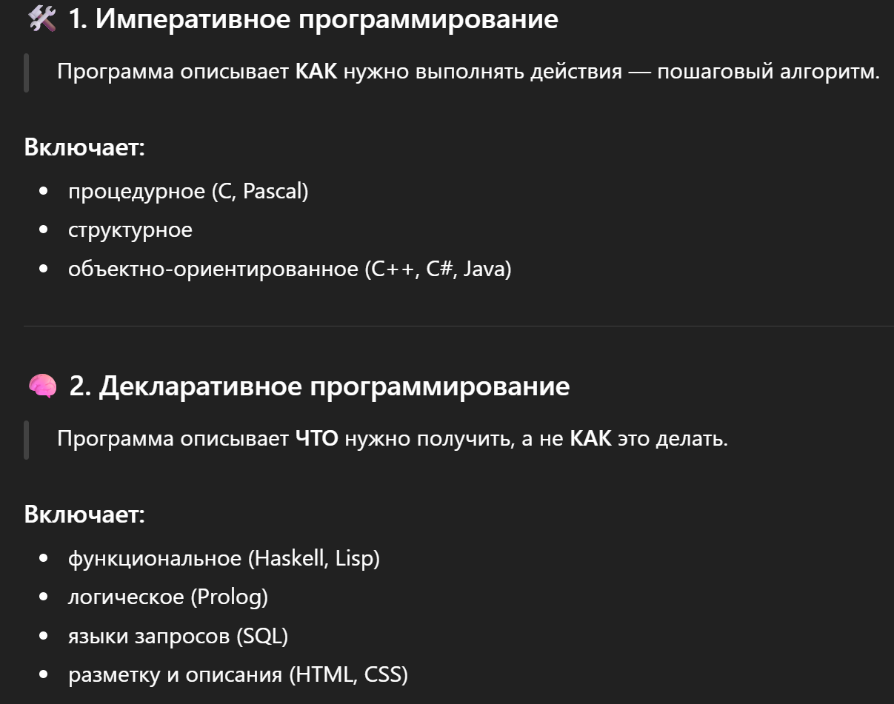 🛠 1. Императивное программирование
Программа описывает КАК нужно выполнять действия — пошаговый алгоритм.
Включает:
• процедурное (C, Pascal)
• структурное
• объектно-ориентированное (C++, C#, Java)
🧠 2. Декларативное программирование
Программа описывает ЧТО нужно получить, а не КАК это делать.
Включает:
• функциональное (Haskell, Lisp)
• логическое (Prolog)
• языки запросов (SQL)
• разметку и описания (HTML, CSS)